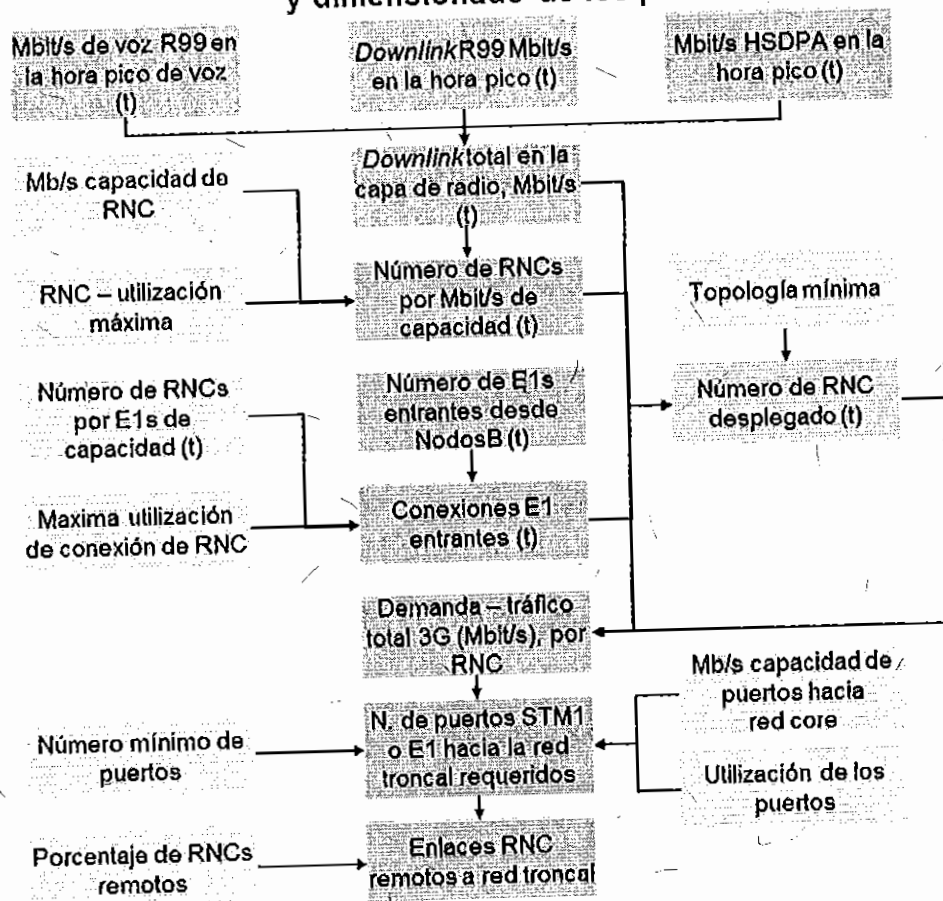 y dimensionado de los p
Mbit/s de voz R99 en
la hora pico de voz
(t)
Downlink R99 Mbit/s
en la hora pico (t)
Mbit/s HSDPA en la
hora pico (t)
Mb/s capacidad de
RNC
Downlink total en la
capa de radio, Mbit/s
(t)
RNC – utilización
máxima
Número de RNCs
por Mbit/s de
capacidad (t)
Topología mínima
Número de RNCs
por E1s de
capacidad (t)
Número de E1s
entrantes desde
NodosB (t)
Número de RNC
desplegado (t)
Maxima utilización
de conexión de RNC
Conexiones E1
entrantes (t)
Demanda – tráfico
total 3G (Mbit/s), por
RNC
Mb/s capacidad de
puertos hacia
red core
Número mínimo de
puertos
N. de puertos STM1
o E1 hacia la red
troncal requeridos
Utilización de los
puertos
Porcentaje de RNCs
remotos
Enlaces RNC
remotos a red troncal